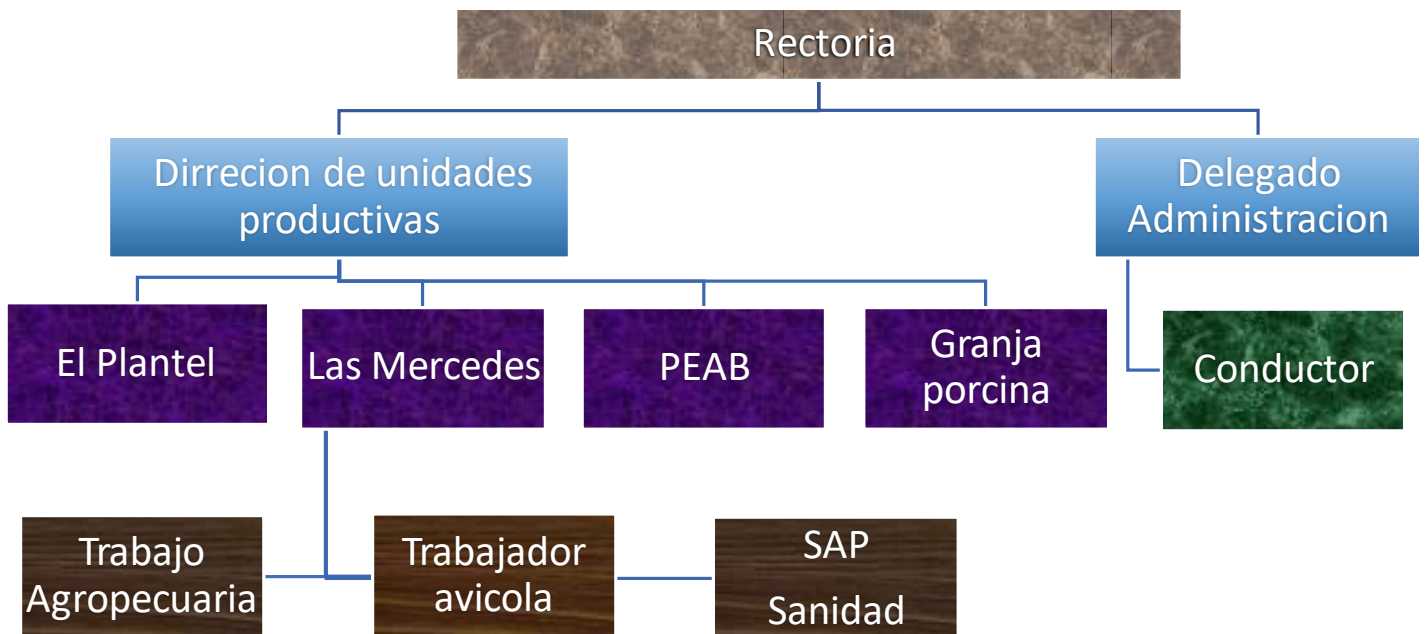 Rectoria
Dirrecion de unidades
productivas
Delegado
Administracion
El Plantel
Las Mercedes
PEAB
Granja
porcina
Conductor
Trabajo
Agropecuaria
Trabajador
avicola
SAP
Sanidad